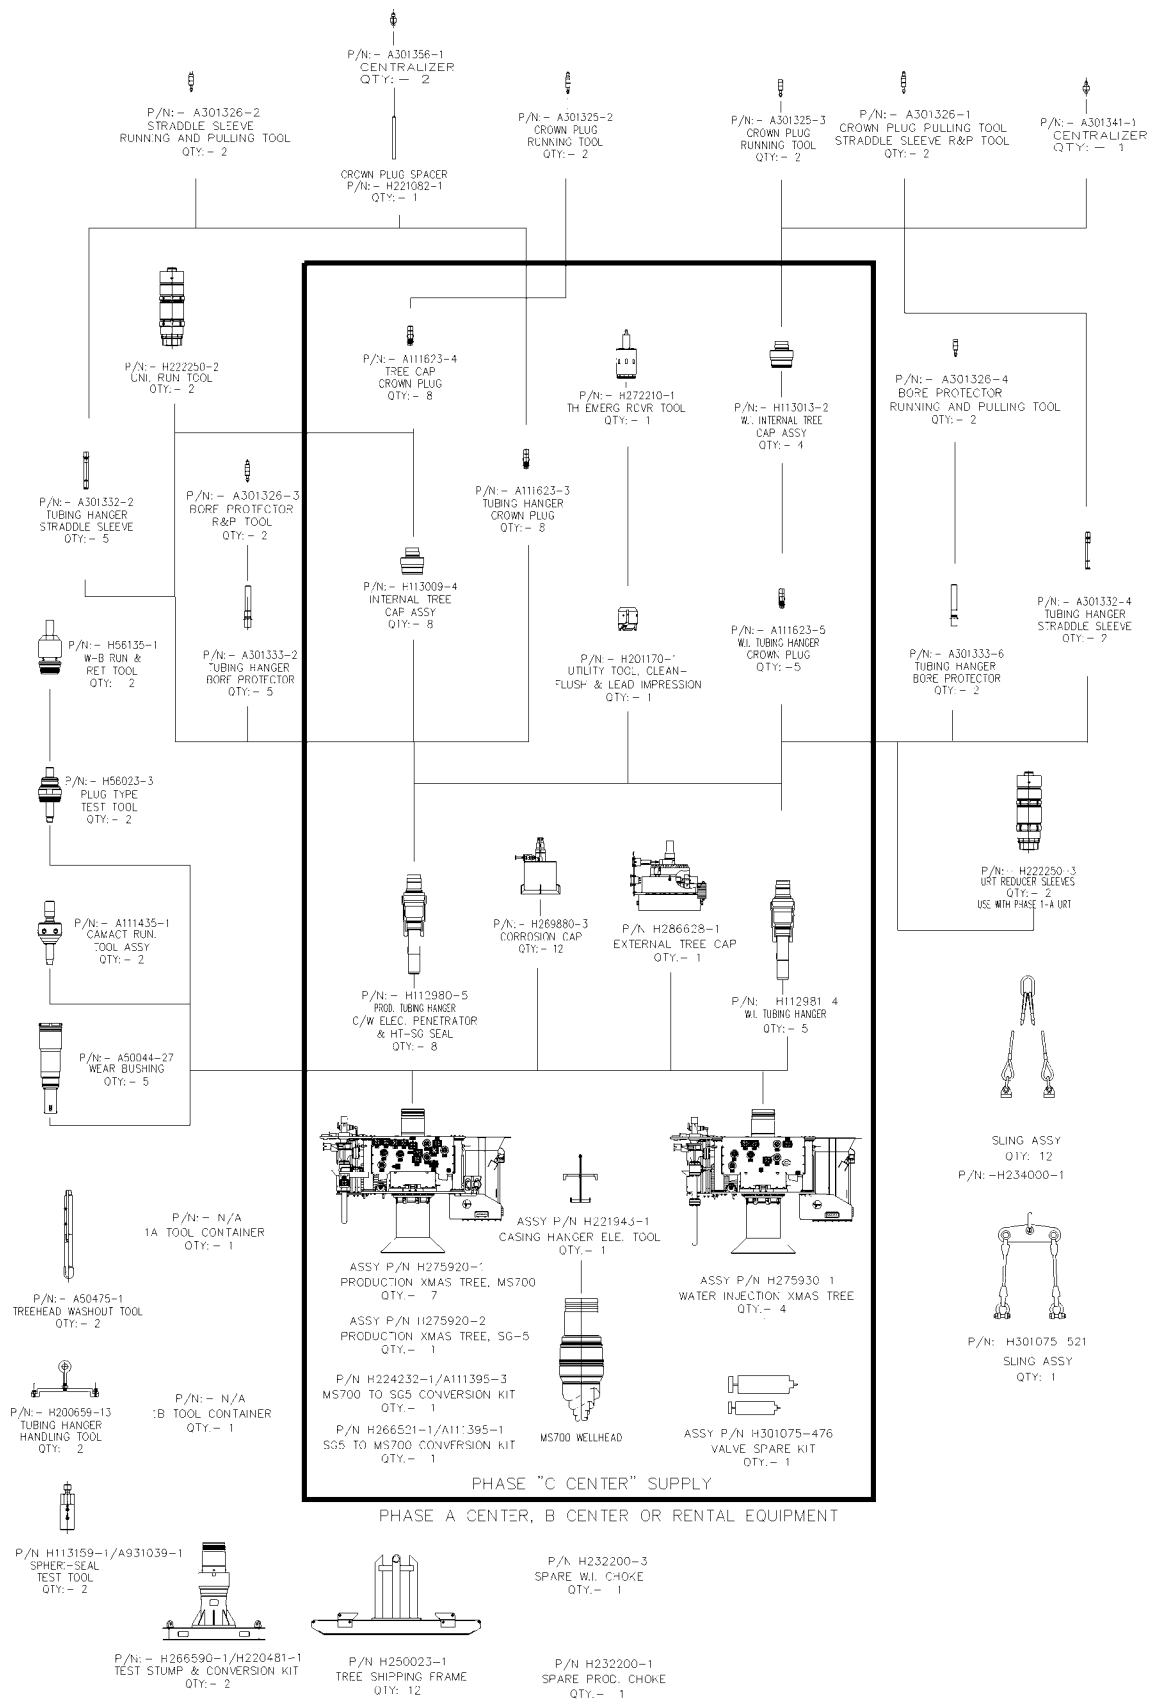 P/N:- A301356-1
CENTRALIZER
QTY:- 2
P/N:- A301326-2
STRADDLE SLEEVE
RUNNING AND PULLING TOOL
QTY:- 2
P/N:- A301325-2
CROWN PLUG
RUNNING TOOL
QTY:- 2
P/N:- A301325-3
CROWN PLUG
RUNNING TOOL
QTY:- 2
P/N:- A301326-1
CROWN PLUG PULLING TOOL
STRADDLE SLEEVE R&P TOOL
QTY:- 2
P/N:- A301341-1
CENTRALIZER
QTY:- 1
CROWN PLUG SPACER
P/N:- H221082-1
QTY:- 1
P/N:- H222250-2
UNI. RUN TOOL
QTY:- 2
P/N:- A111623-4
TREE CAP
CROWN PLUG
QTY:- 8
P/N:- H272210-1
TH EMERG RCVR TOOL
QTY:- 1
P/N:- H113013-2
W.I. INTERNAL TREE
CAP ASSY
QTY:- 4
P/N:- A301326-4
BORE PROTECTOR
RUNNING AND PULLING TOOL
QTY:- 2
P/N:- A301332-2
TUBING HANGER
STRADDLE SLEEVE
QTY:- 5
P/N:- A301326-3
BORE PROTECTOR
R&P TOOL
QTY:- 2
P/N:- A111623-3
TUBING HANGER
CROWN PLUG
QTY:- 8
P/N:- H113009-4
INTERNAL TREE
CAP ASSY
QTY:- 8
P/N:- H56135-1
W-B RUN &
RET TOOL
QTY: 2
P/N:- A301333-2
TUBING HANGER
BORE PROTECTOR
QTY:- 5
P/N:- H201170-1
UTILITY TOOL, CLEAN-
FLUSH & LEAD IMPRESSION
QTY:- 1
P/N:- A111623-5
W.I. TUBING HANGER
CROWN PLUG
QTY:-5
P/N:- A301333-6
TUBING HANGER
BORE PROTECTOR
QTY:- 2
P/N:- A301332-4
TUBING HANGER
STRADDLE SLEEVE
QTY:- 2
P/N:- H56023-3
PLUG TYPE
TEST TOOL
QTY:- 2
P/N:- H222250-3
URT REDUCER SLEEVES
QTY:- 2
USE WITH PHASE 1-A URT
P/N:- A111435-1
CAMACT RUN.
TOOL ASSY
QTY:- 2
P/N:- H269880-3
CORROSION CAP
QTY:- 12
P/N H286628-1
EXTERNAL TREE CAP
QTY.- 1
P/N:- H112980-5
PROD. TUBING HANGER
C/W ELEC. PENETRATOR
& HT-SG SEAL
QTY:- 8
P/N: H112981 4
W.I. TUBING HANGER
QTY:- 5
P/N:- A50044-27
WEAR BUSHING
QTY:- 5
SLING ASSY
QTY: 12
P/N:-H234000-1
P/N:- N/A
1A TOOL CONTAINER
QTY:- 1
ASSY P/N H221943-1
CASING HANGER ELE. TOOL
QTY.- 1
ASSY P/N H275920-1
PRODUCTION XMAS TREE, MS700
QTY.- 7
ASSY P/N H275930 1
WATER INJECTION XMAS TREE
QTY.- 4
P/N:- A50475-1
TREEHEAD WASHOUT TOOL
QTY:- 2
ASSY P/N H275920-2
PRODUCTION XMAS TREE, SG-5
QTY.- 1
P/N: H301075 521
SLING ASSY
QTY: 1
P/N H224232-1/A111395-3
MS700 TO SG5 CONVERSION KIT
QTY.- 1
P/N:- N/A
1B TOOL CONTAINER
QTY.- 1
P/N:- H200659-13
TUBING HANGER
HANDLING TOOL
QTY: 2
P/N H266521-1/A111395-1
SG5 TO MS700 CONVERSION KIT
QTY.- 1
MS700 WELLHEAD
ASSY P/N H301075-476
VALVE SPARE KIT
QTY.- 1
PHASE "C CENTER" SUPPLY
PHASE A CENTER, B CENTER OR RENTAL EQUIPMENT
P/N H113159-1/A931039-1
SPHERI-SEAL
TEST TOOL
QTY:- 2
P/N H232200-3
SPARE W.I. CHOKE
QTY.- 1
P/N:- H266590-1/H220481-1
TEST STUMP & CONVERSION KIT
QTY:- 2
P/N H250023-1
TREE SHIPPING FRAME
QTY: 12
P/N H232200-1
SPARE PROD. CHOKE
QTY.- 1